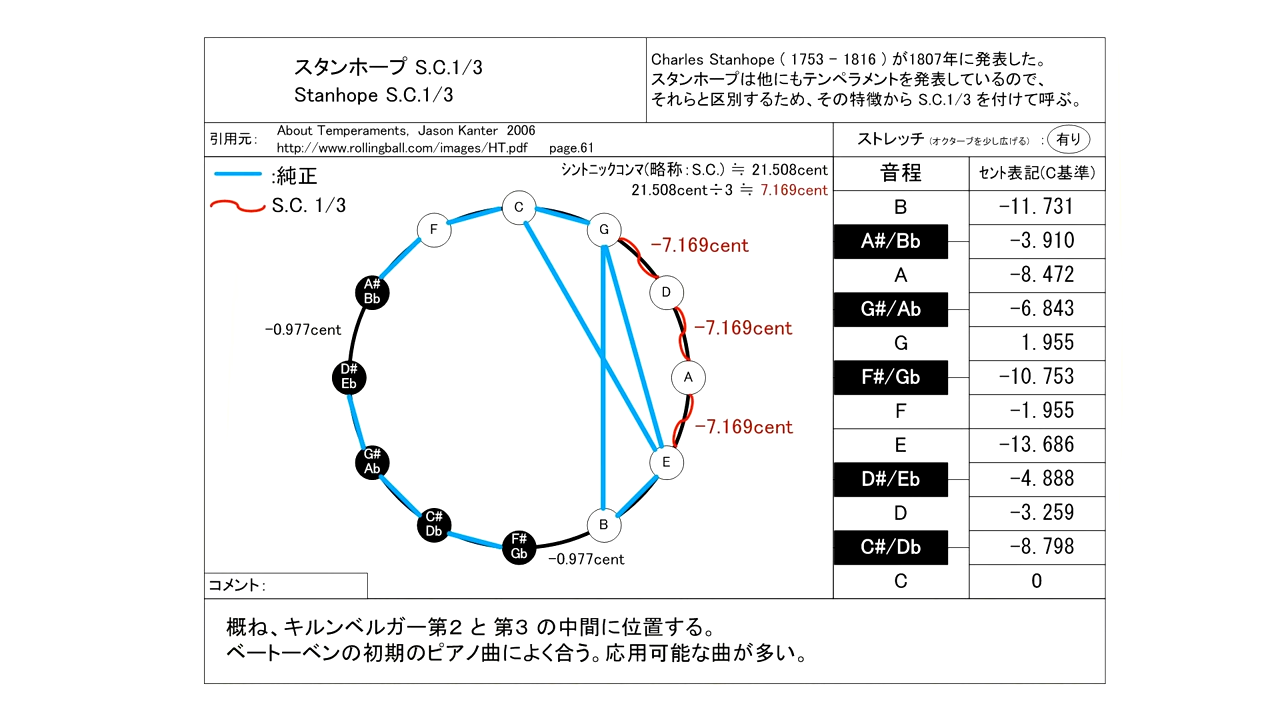 スタンホープ S.C.1/3
Stanhope S.C.1/3
Charles Stanhope ( 1753 - 1816 ) が1807年に発表した。
スタンホープは他にもテンペラメントを発表しているので、
それらと区別するため、その特徴から S.C.1/3 を付けて呼ぶ。
引用元:
About Temperaments, Jason Kanter 2006
http://www.rollingball.com/images/HT.pdf page.61
ストレッチ (オクターブを少し広げる) : 有り
:純正
S.C. 1/3
シントニックコンマ(略称:S.C.) ≒ 21.508cent
21.508cent÷3 ≒ 7.169cent
C
F
G
-7.169cent
A#
Bb
D
-0.977cent
-7.169cent
D#
Eb
A
-7.169cent
G#
Ab
E
C#
Db
B
F#
Gb
-0.977cent
音程 セント表記(C基準)
B -11.731
A#/Bb -3.910
A -8.472
G#/Ab -6.843
G 1.955
F#/Gb -10.753
F -1.955
E -13.686
D#/Eb -4.888
D -3.259
C#/Db -8.798
C 0
コメント:
概ね、キルンベルガー第2 と 第3 の中間に位置する。
ベートーベンの初期のピアノ曲によく合う。応用可能な曲が多い。